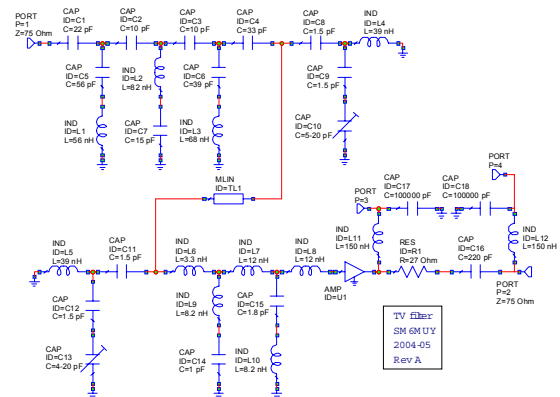 PORT
P=1
Z=75 Ohm
CAP
ID=C1
C=22 pF
CAP
ID=C2
C=10 pF
CAP
ID=C3
C=10 pF
CAP
ID=C4
C=33 pF
CAP
ID=C8
C=1.5 pF
IND
ID=L4
L=39 nH
CAP
ID=C5
C=56 pF
IND
ID=L2
L=82 nH
CAP
ID=C6
C=39 pF
CAP
ID=C9
C=1.5 pF
IND
ID=L1
L=56 nH
CAP
ID=C7
C=15 pF
IND
ID=L3
L=68 nH
CAP
ID=C10
C=5-20 pF
MLIN
ID=TL1
PORT
P=4
PORT
P=3
CAP
ID=C17
C=100000 pF
CAP
ID=C18
C=100000 pF
IND
ID=L5
L=39 nH
CAP
ID=C11
C=1.5 pF
IND
ID=L6
L=3.3 nH
IND
ID=L7
L=12 nH
IND
ID=L8
L=12 nH
IND
ID=L11
L=150 nH
RES
ID=R1
R=27 Ohm
CAP
ID=C16
C=220 pF
IND
ID=L12
L=150 nH
AMP
ID=U1
PORT
P=2
Z=75 Ohm
CAP
ID=C12
C=1.5 pF
IND
ID=L9
L=8.2 nH
CAP
ID=C15
C=1.8 pF
CAP
ID=C13
C=4-20 pF
CAP
ID=C14
C=1 pF
IND
ID=L10
L=8.2 nH
TV filter
SM6MUY
2004-05
Rev A